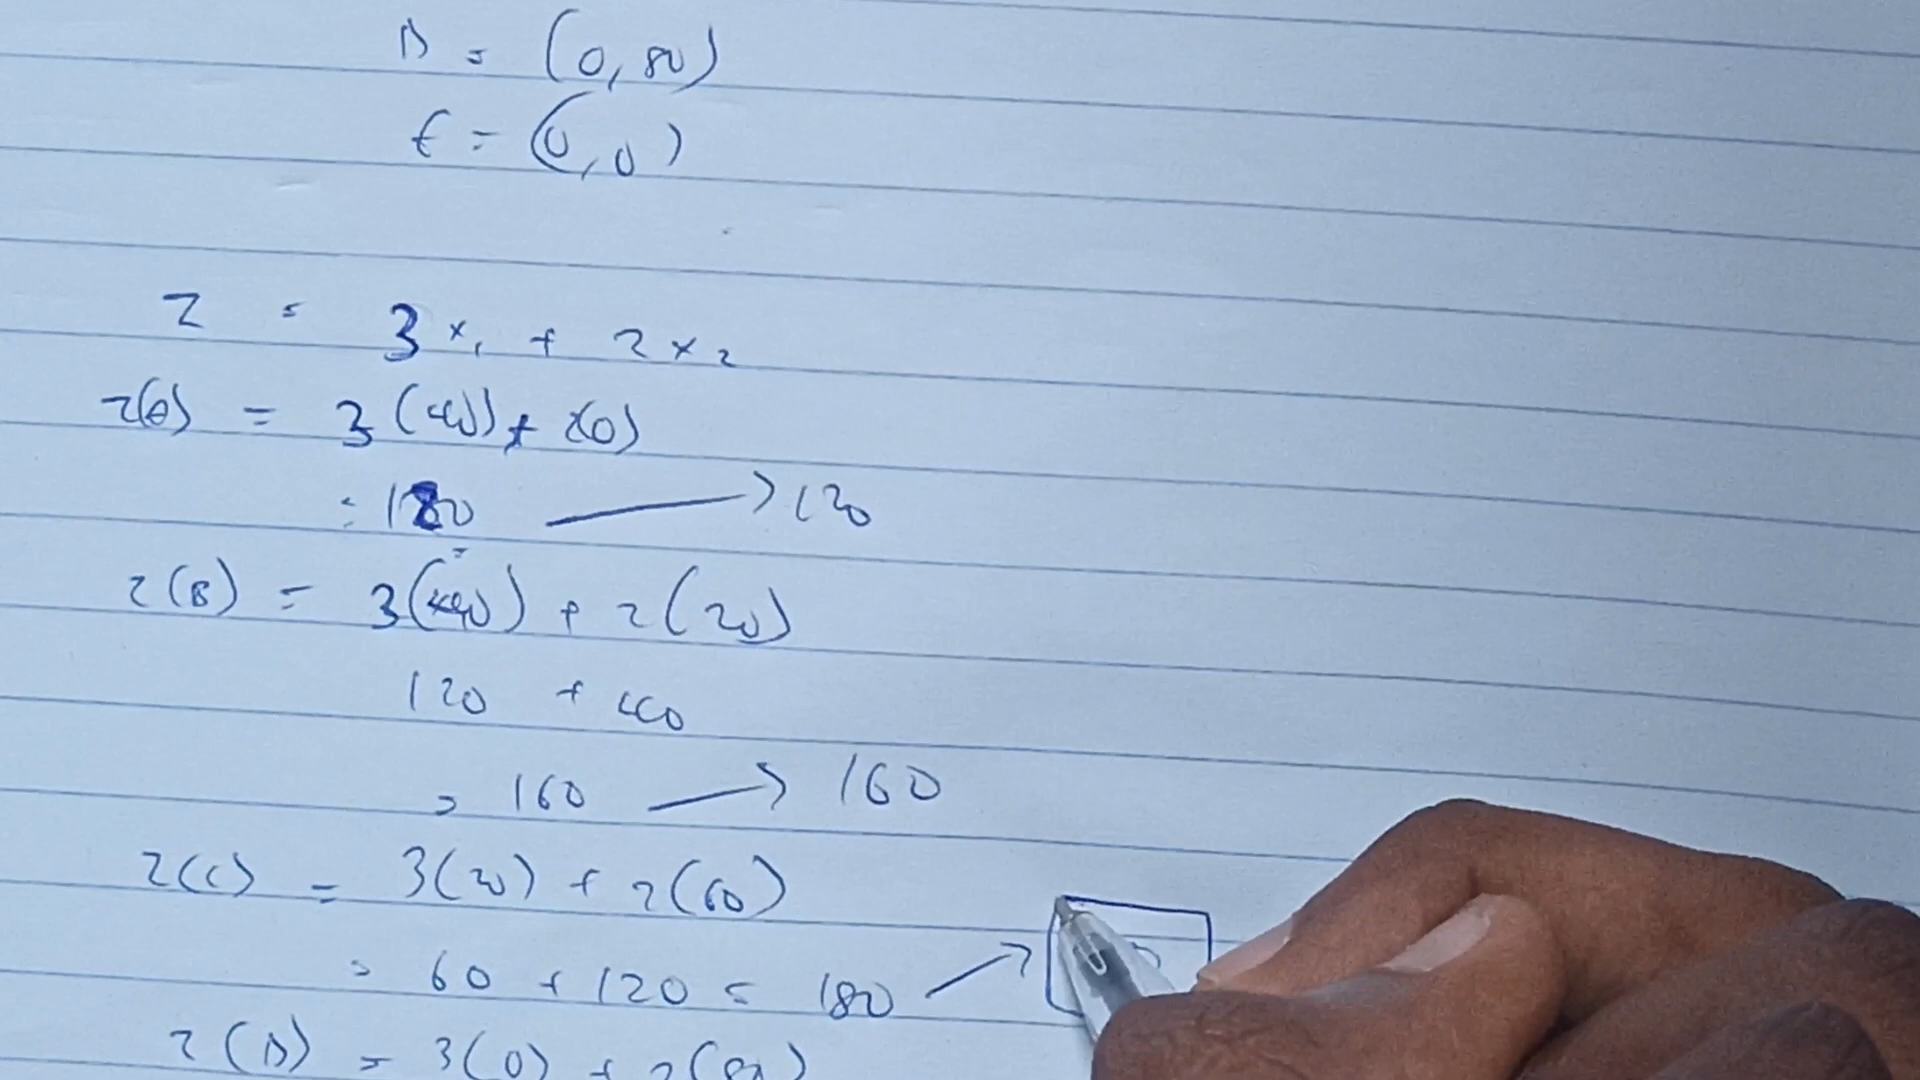 D = (0, 80)
E = (0, 0)
Z = 3x₁ + 2x₂
Z(A) = 3(40) + 2(0)
= 120 → 120
Z(B) = 3(40) + 2(20)
120 + 40
= 160 → 160
Z(C) = 3(20) + 2(60)
= 60 + 120 = 180 →
Z(D) = 3(0) + 2(80)